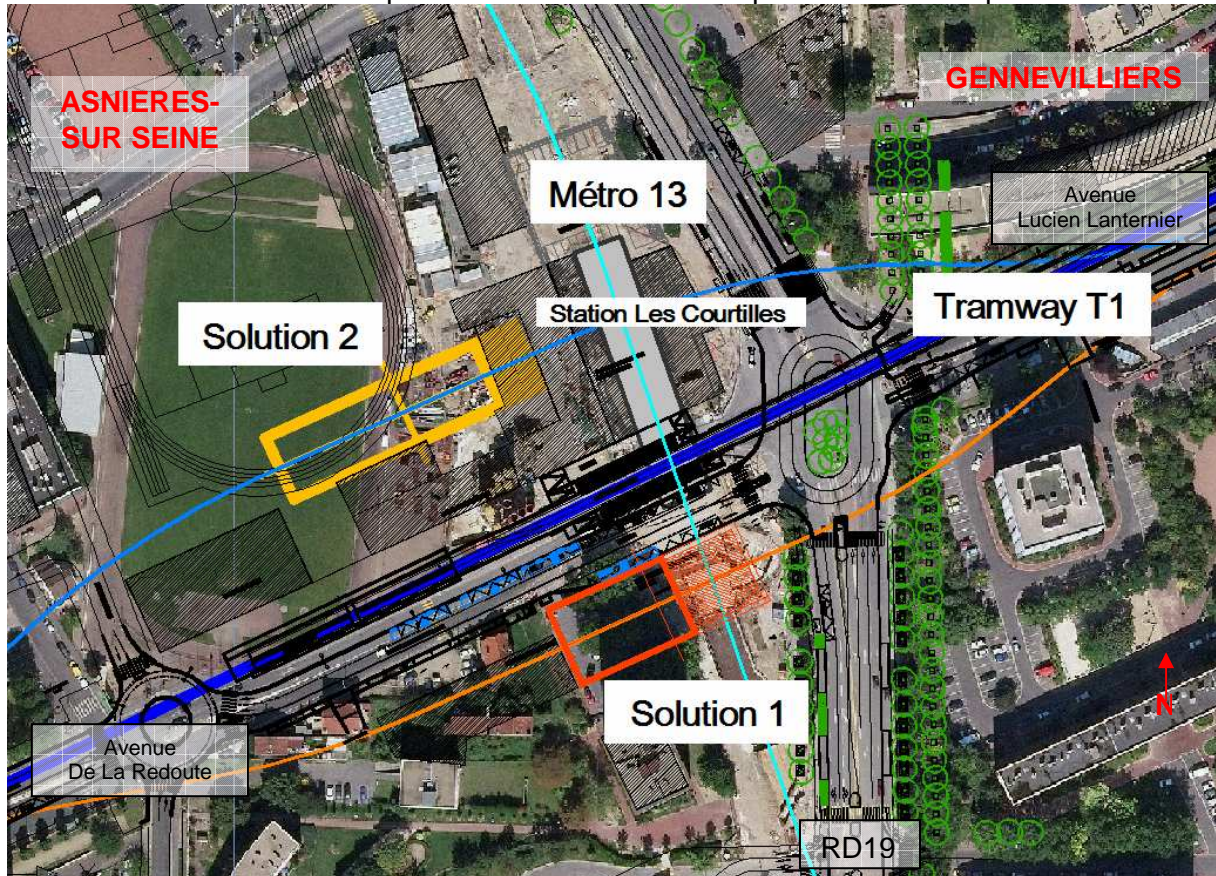 ASNIERES-
SUR SEINE
GENNEVILLIERS
Métro 13
Avenue
Lucien Lanternier
Station Les Courtilles
Tramway T1
Solution 2
Solution 1
N
Avenue
De La Redoute
RD19